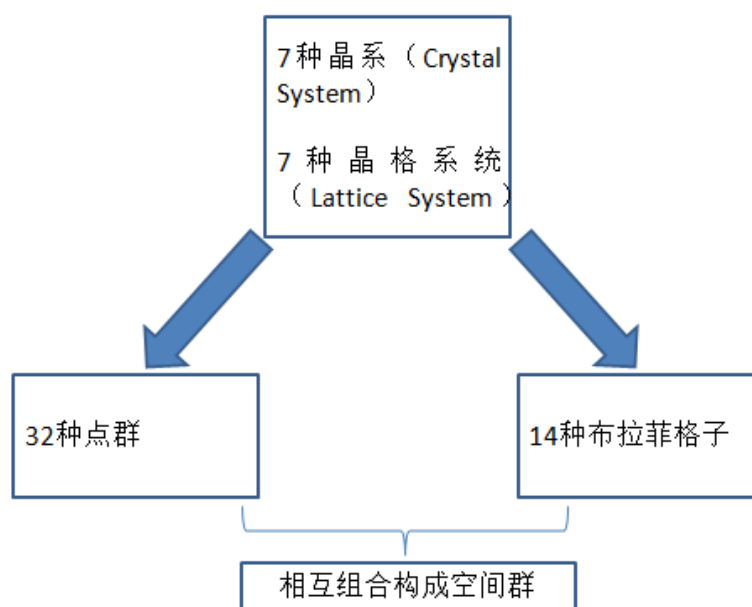 7种晶系（Crystal
System）
7种晶格系统
（Lattice System）
32种点群
14种布拉菲格子
相互组合构成空间群